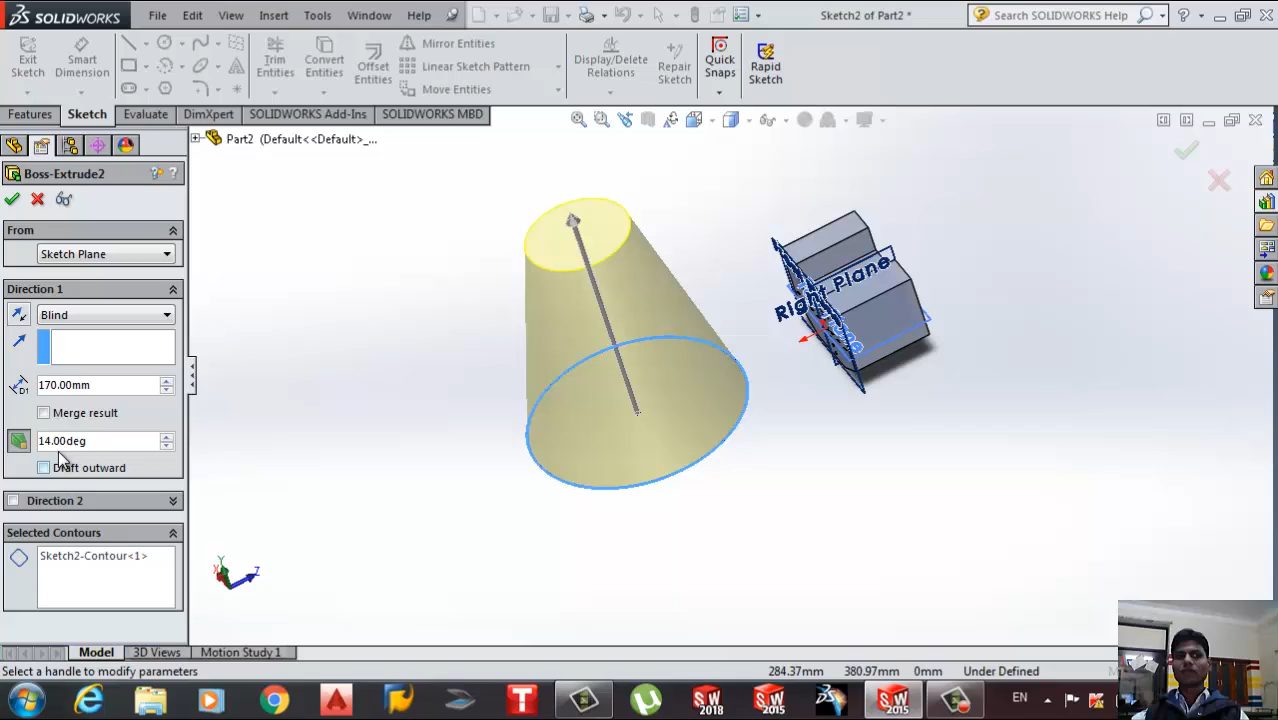 SOLIDWORKS
File Edit View Insert Tools Window Help
Sketch2 of Part2 *
Search SOLIDWORKS Help
Exit Sketch
Smart Dimension
Trim Entities
Convert Entities
Offset Entities
Mirror Entities
Linear Sketch Pattern
Move Entities
Display/Delete Relations
Repair Sketch
Quick Snaps
Rapid Sketch
Features Sketch Evaluate DimXpert SOLIDWORKS Add-Ins SOLIDWORKS MBD
Part2 (Default<<Default>_...
Boss-Extrude2
From
Sketch Plane
Direction 1
Blind
D1
170.00mm
Merge result
14.00deg
Draft outward
Direction 2
Selected Contours
Sketch2-Contour<1>
Right Plane
Y
X
Z
Model 3D Views Motion Study 1
Select a handle to modify parameters
284.37mm 380.97mm 0mm Under Defined
SW 2018
SW 2015
SW 2015
EN